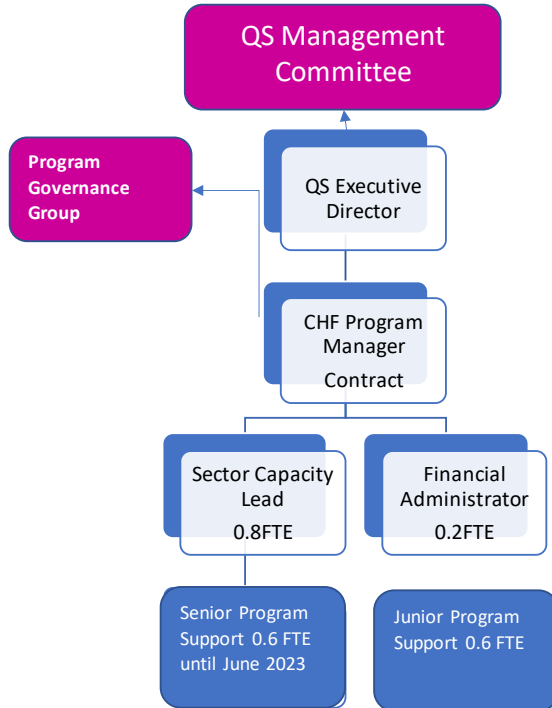 QS Management
Committee
Program
Governance
Group
QS Executive
Director
CHF Program
Manager
Contract
Sector Capacity
Lead
0.8FTE
Financial
Administrator
0.2FTE
Senior Program
Support 0.6 FTE
until June 2023
Junior Program
Support 0.6 FTE